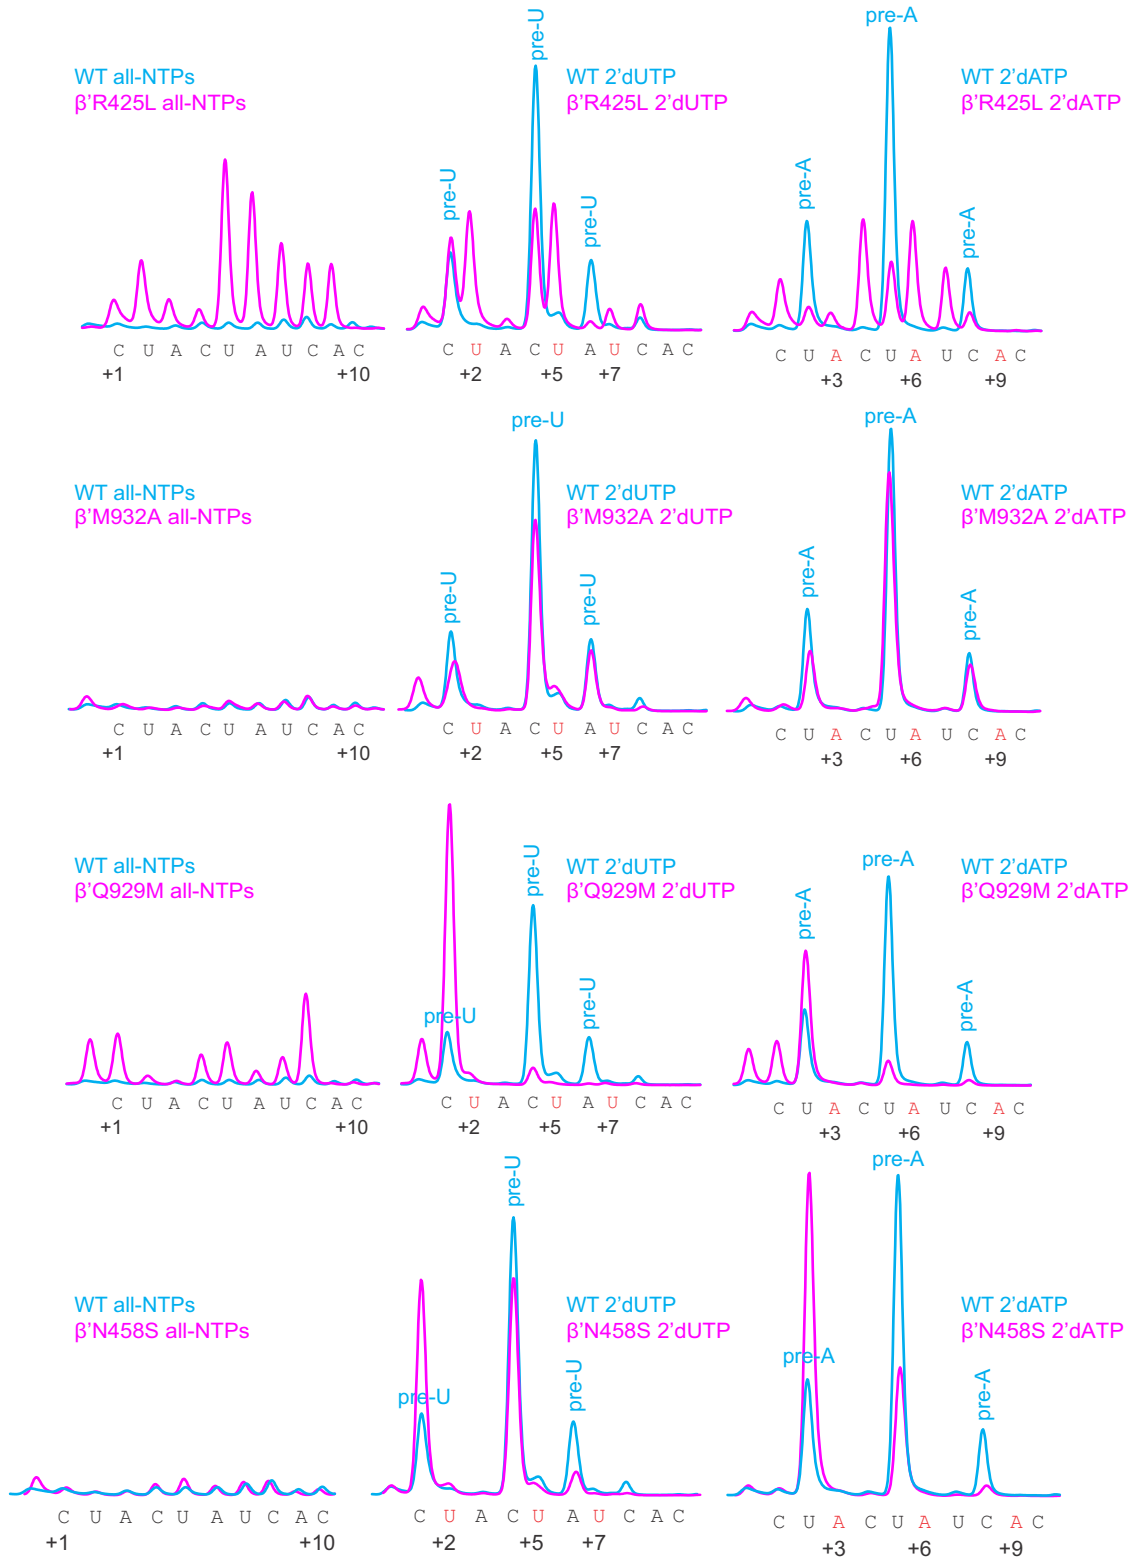 WT all-NTPs
β'R425L all-NTPs
C U A C U A U C A C
+1 +10
pre-U
pre-U
pre-U
WT 2'dUTP
β'R425L 2'dUTP
C U A C U A U C A C
+2 +5 +7
pre-A
pre-A
pre-A
WT 2'dATP
β'R425L 2'dATP
C U A C U A U C A C
+3 +6 +9
WT all-NTPs
β'M932A all-NTPs
C U A C U A U C A C
+1 +10
pre-U
pre-U
pre-U
WT 2'dUTP
β'M932A 2'dUTP
C U A C U A U C A C
+2 +5 +7
pre-A
pre-A
pre-A
WT 2'dATP
β'M932A 2'dATP
C U A C U A U C A C
+3 +6 +9
WT all-NTPs
β'Q929M all-NTPs
C U A C U A U C A C
+1 +10
pre-U
pre-U
pre-U
WT 2'dUTP
β'Q929M 2'dUTP
C U A C U A U C A C
+2 +5 +7
pre-A
pre-A
pre-A
WT 2'dATP
β'Q929M 2'dATP
C U A C U A U C A C
+3 +6 +9
WT all-NTPs
β'N458S all-NTPs
C U A C U A U C A C
+1 +10
pre-U
pre-U
pre-U
WT 2'dUTP
β'N458S 2'dUTP
C U A C U A U C A C
+2 +5 +7
pre-A
pre-A
pre-A
WT 2'dATP
β'N458S 2'dATP
C U A C U A U C A C
+3 +6 +9